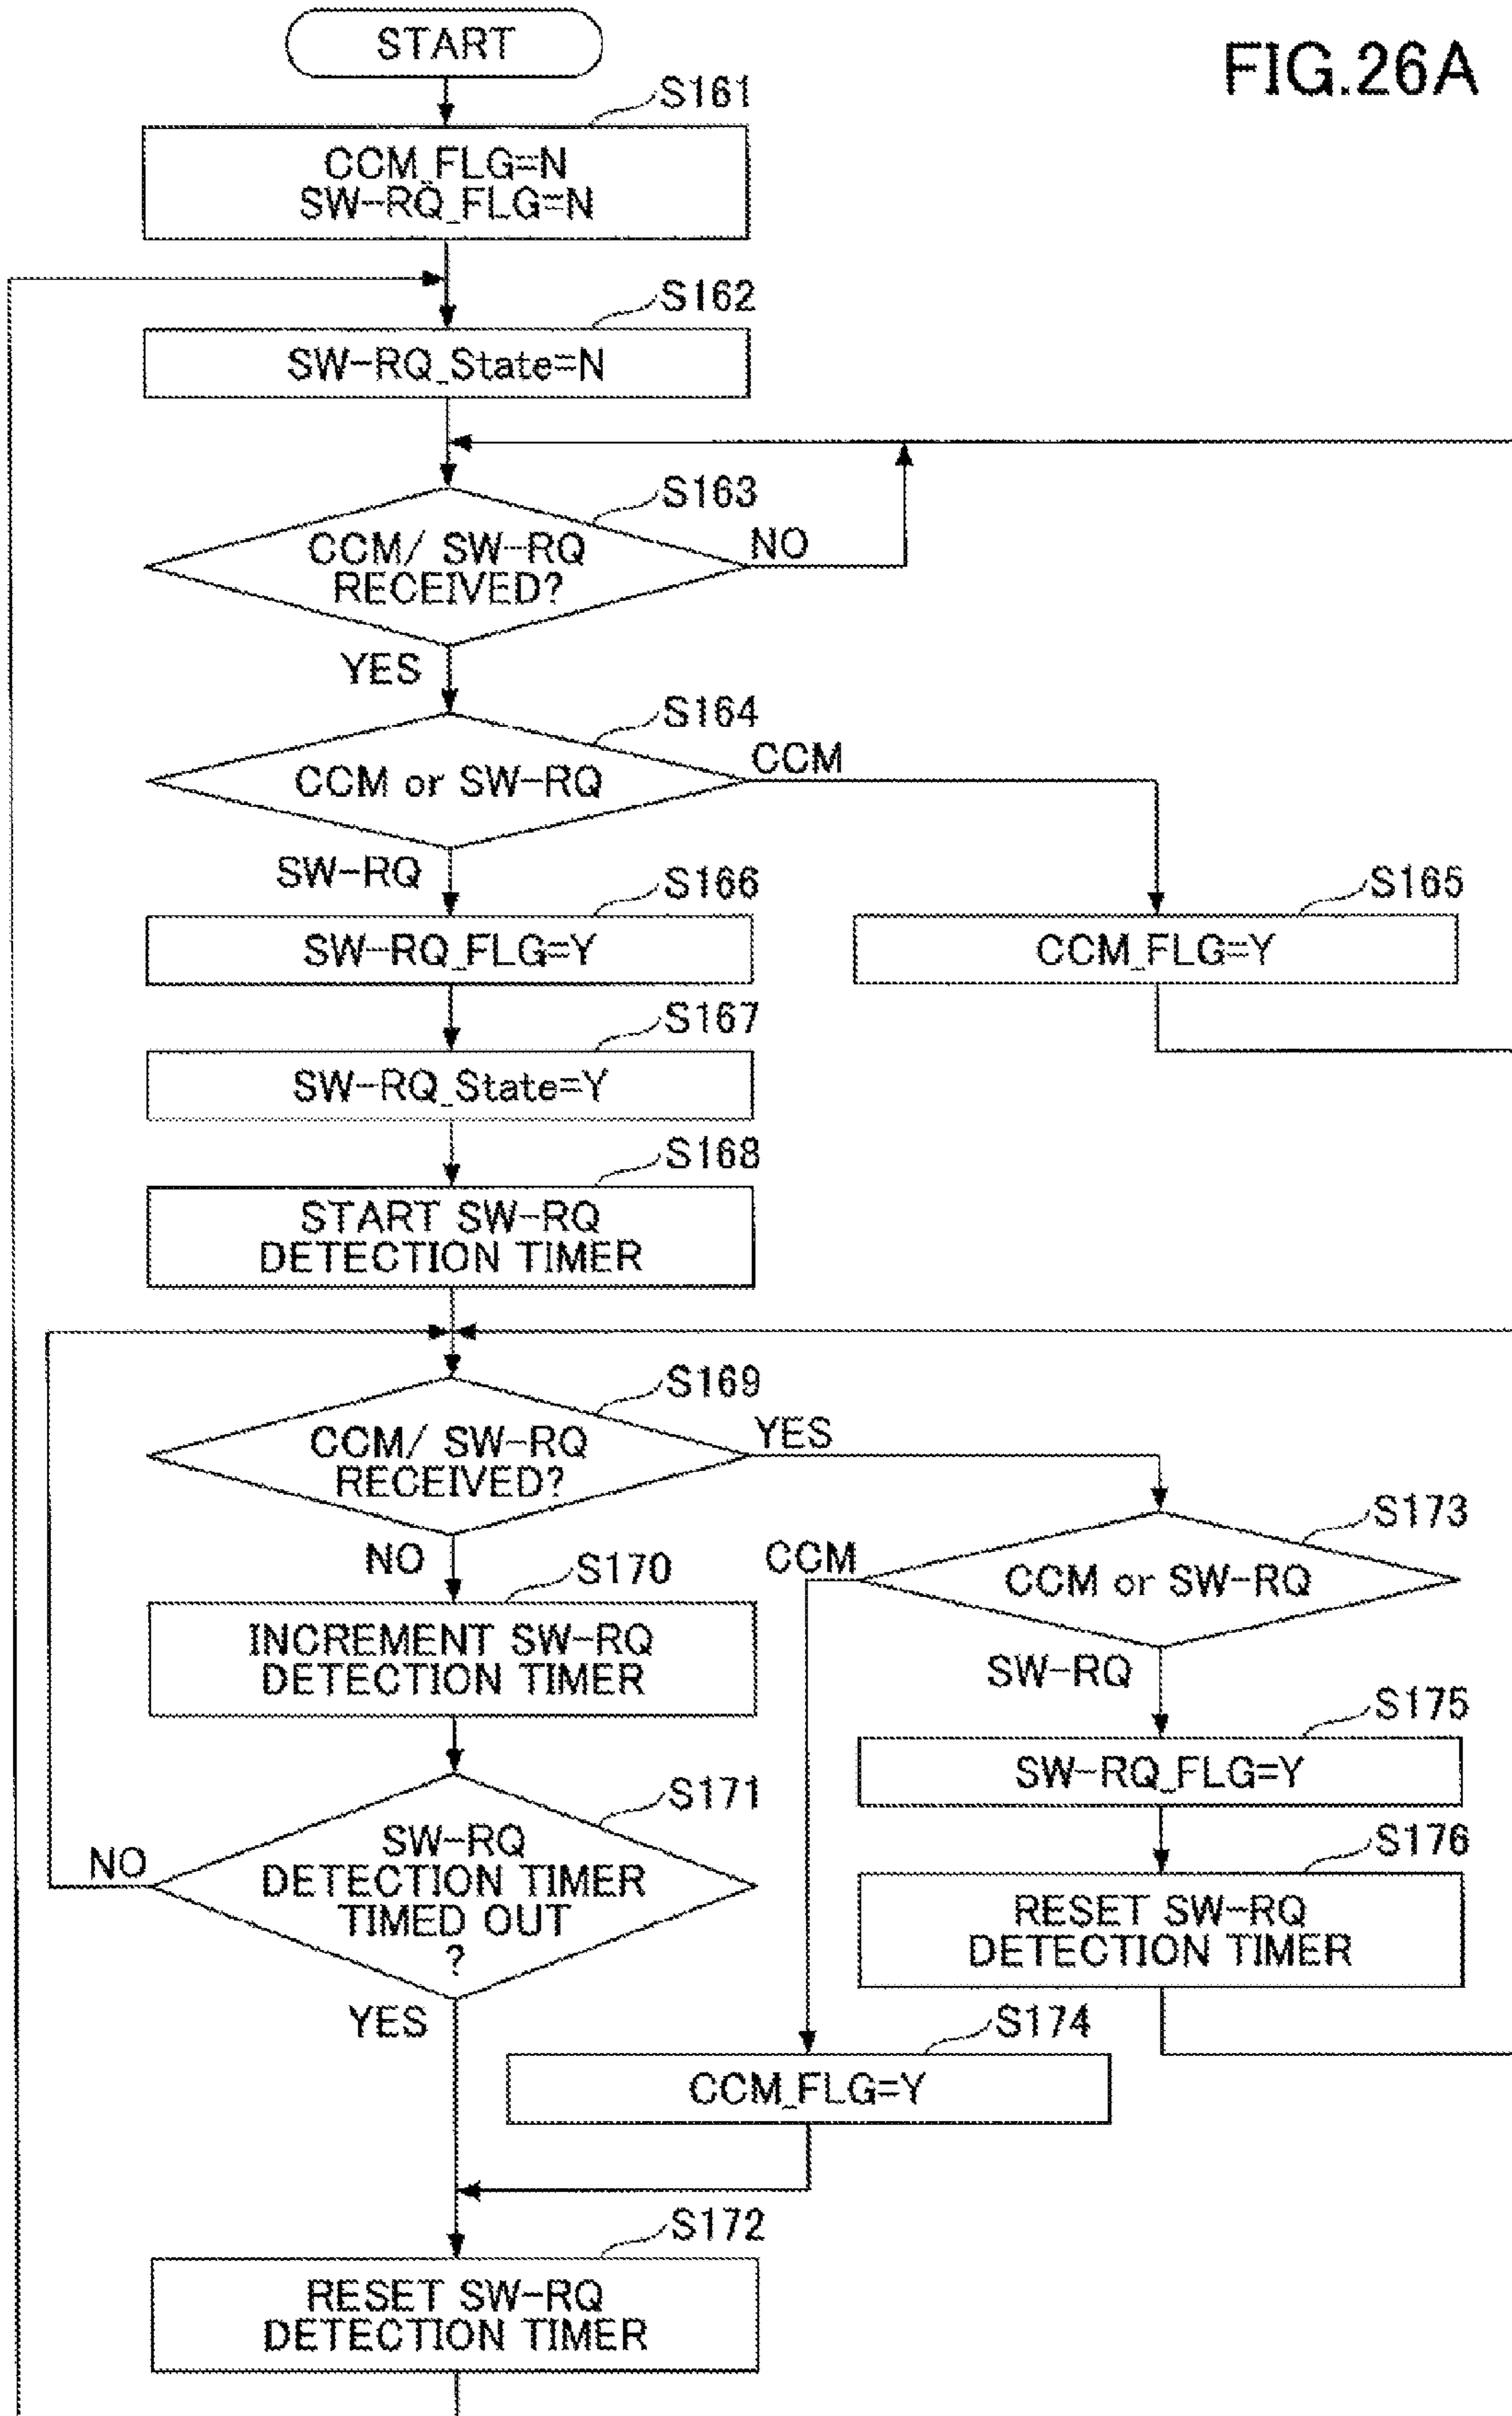 FIG.26A
START
S161
CCM_FLG=N
SW-RQ_FLG=N
S162
SW-RQ_State=N
S163
CCM/ SW-RQ
RECEIVED?
NO
YES
S164
CCM or SW-RQ
CCM
SW-RQ
S166
SW-RQ_FLG=Y
S165
CCM_FLG=Y
S167
SW-RQ_State=Y
S168
START SW-RQ
DETECTION TIMER
S169
CCM/ SW-RQ
RECEIVED?
YES
NO
S173
CCM or SW-RQ
CCM
SW-RQ
S170
INCREMENT SW-RQ
DETECTION TIMER
S175
SW-RQ_FLG=Y
S171
SW-RQ
DETECTION TIMER
TIMED OUT
?
NO
YES
S176
RESET SW-RQ
DETECTION TIMER
S174
CCM_FLG=Y
S172
RESET SW-RQ
DETECTION TIMER